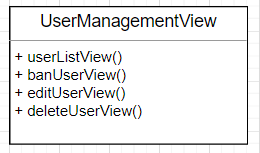 UserManagementView
+ userListView()
+ banUserView()
+ editUserView()
+ deleteUserView()